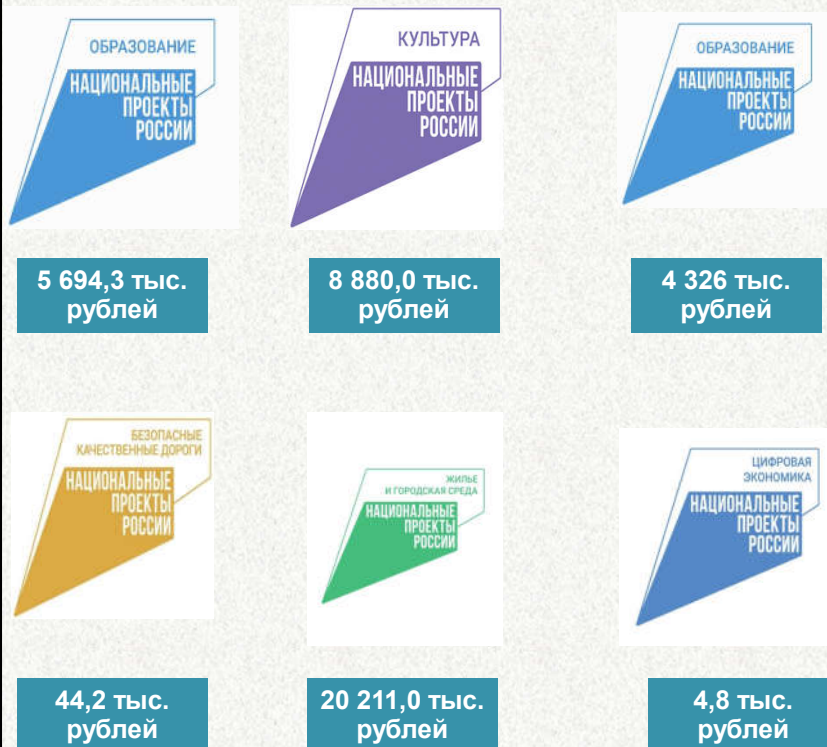 ОБРАЗОВАНИЕ
НАЦИОНАЛЬНЫЕ
ПРОЕКТЫ
РОССИИ
5 694,3 тыс.
рублей
КУЛЬТУРА
НАЦИОНАЛЬНЫЕ
ПРОЕКТЫ
РОССИИ
8 880,0 тыс.
рублей
ОБРАЗОВАНИЕ
НАЦИОНАЛЬНЫЕ
ПРОЕКТЫ
РОССИИ
4 326 тыс.
рублей
БЕЗОПАСНЫЕ
КАЧЕСТВЕННЫЕ ДОРОГИ
НАЦИОНАЛЬНЫЕ
ПРОЕКТЫ
РОССИИ
44,2 тыс.
рублей
ЖИЛЬЕ
И ГОРОДСКАЯ СРЕДА
НАЦИОНАЛЬНЫЕ
ПРОЕКТЫ
РОССИИ
20 211,0 тыс.
рублей
ЦИФРОВАЯ
ЭКОНОМИКА
НАЦИОНАЛЬНЫЕ
ПРОЕКТЫ
РОССИИ
4,8 тыс.
рублей